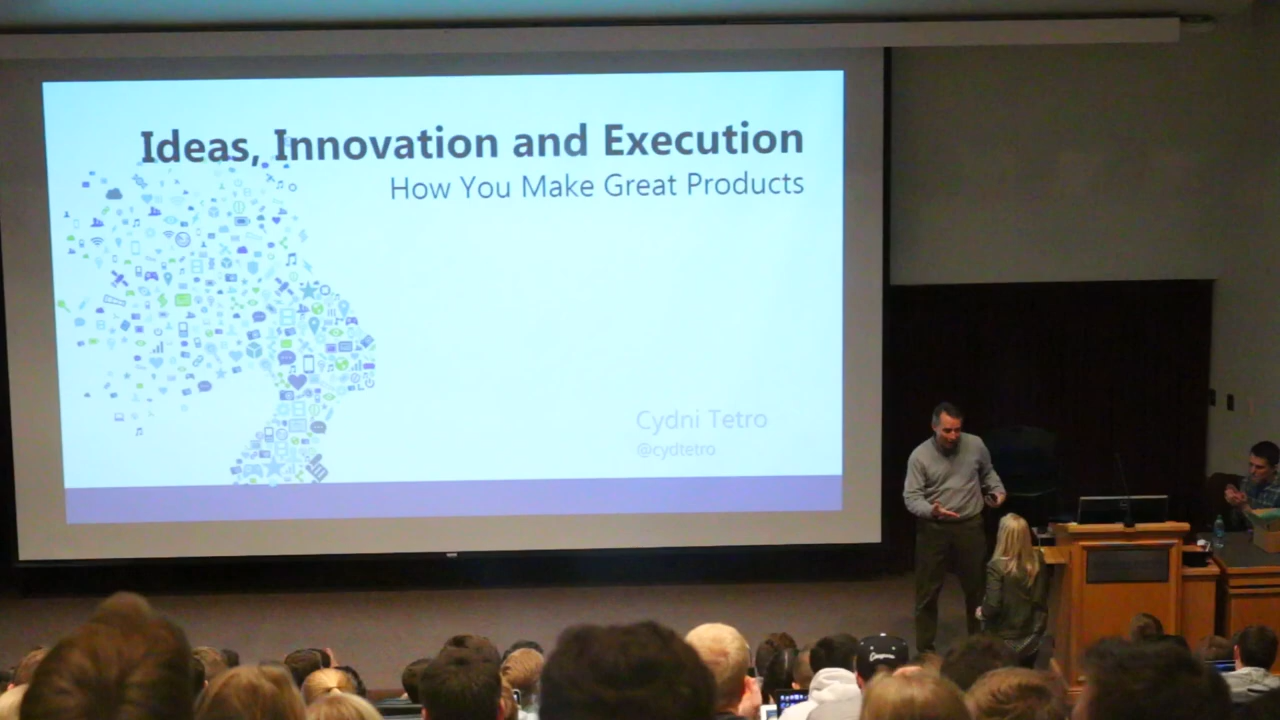 Ideas, Innovation and Execution
How You Make Great Products
Cydni Tetro
@cydtetro